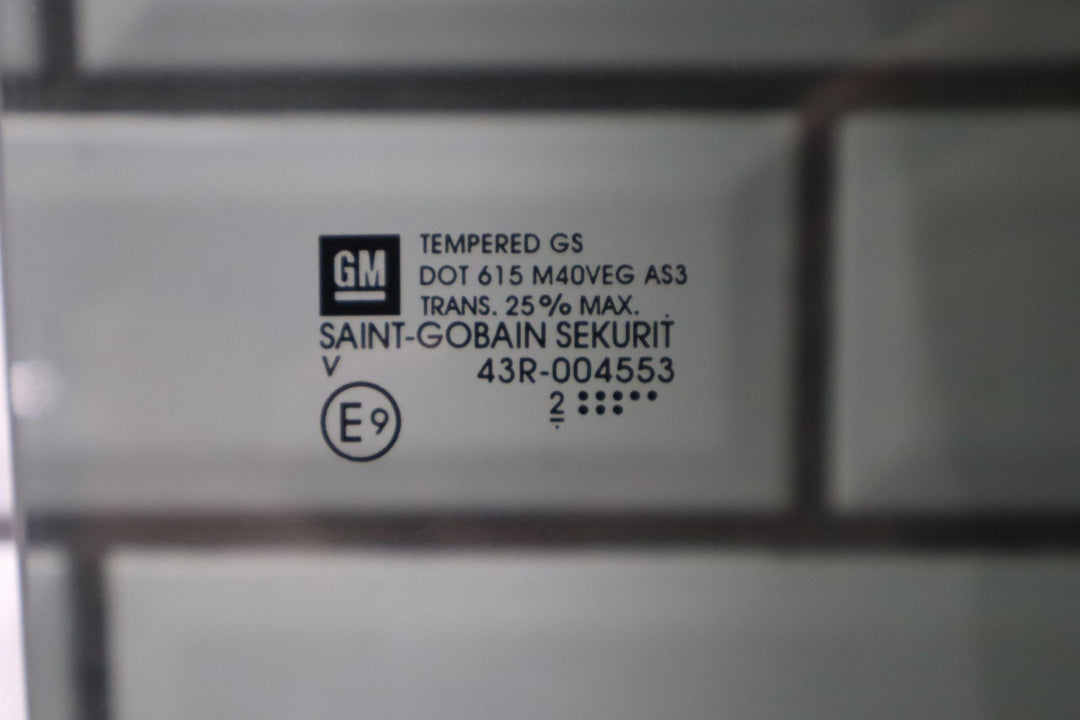 GM
TEMPERED GS
DOT 615 M40VEG AS3
TRANS. 25% MAX.
SAINT-GOBAIN SEKURIT
V 43R-004553
E9 2